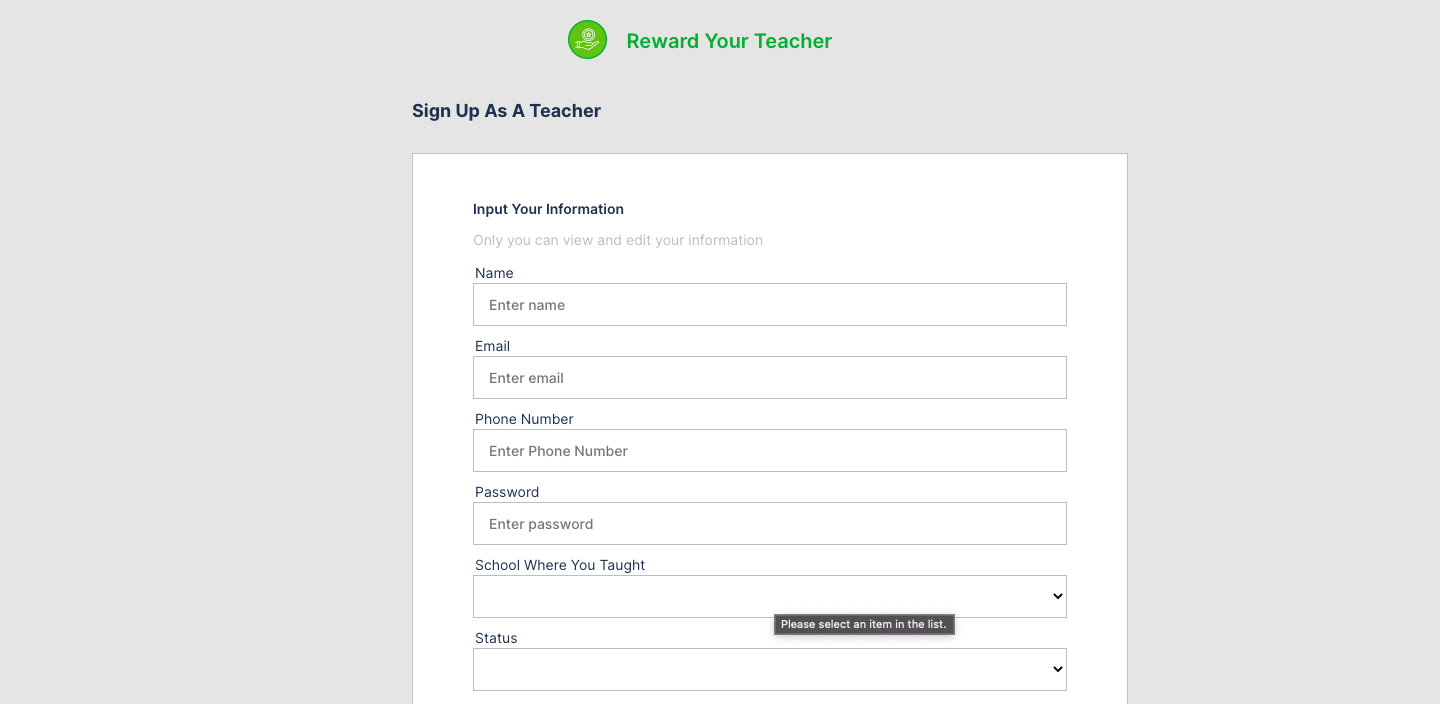 Reward Your Teacher
Sign Up As A Teacher
Input Your Information
Only you can view and edit your information
Name
Enter name
Email
Enter email
Phone Number
Enter Phone Number
Password
Enter password
School Where You Taught
Please select an item in the list.
Status